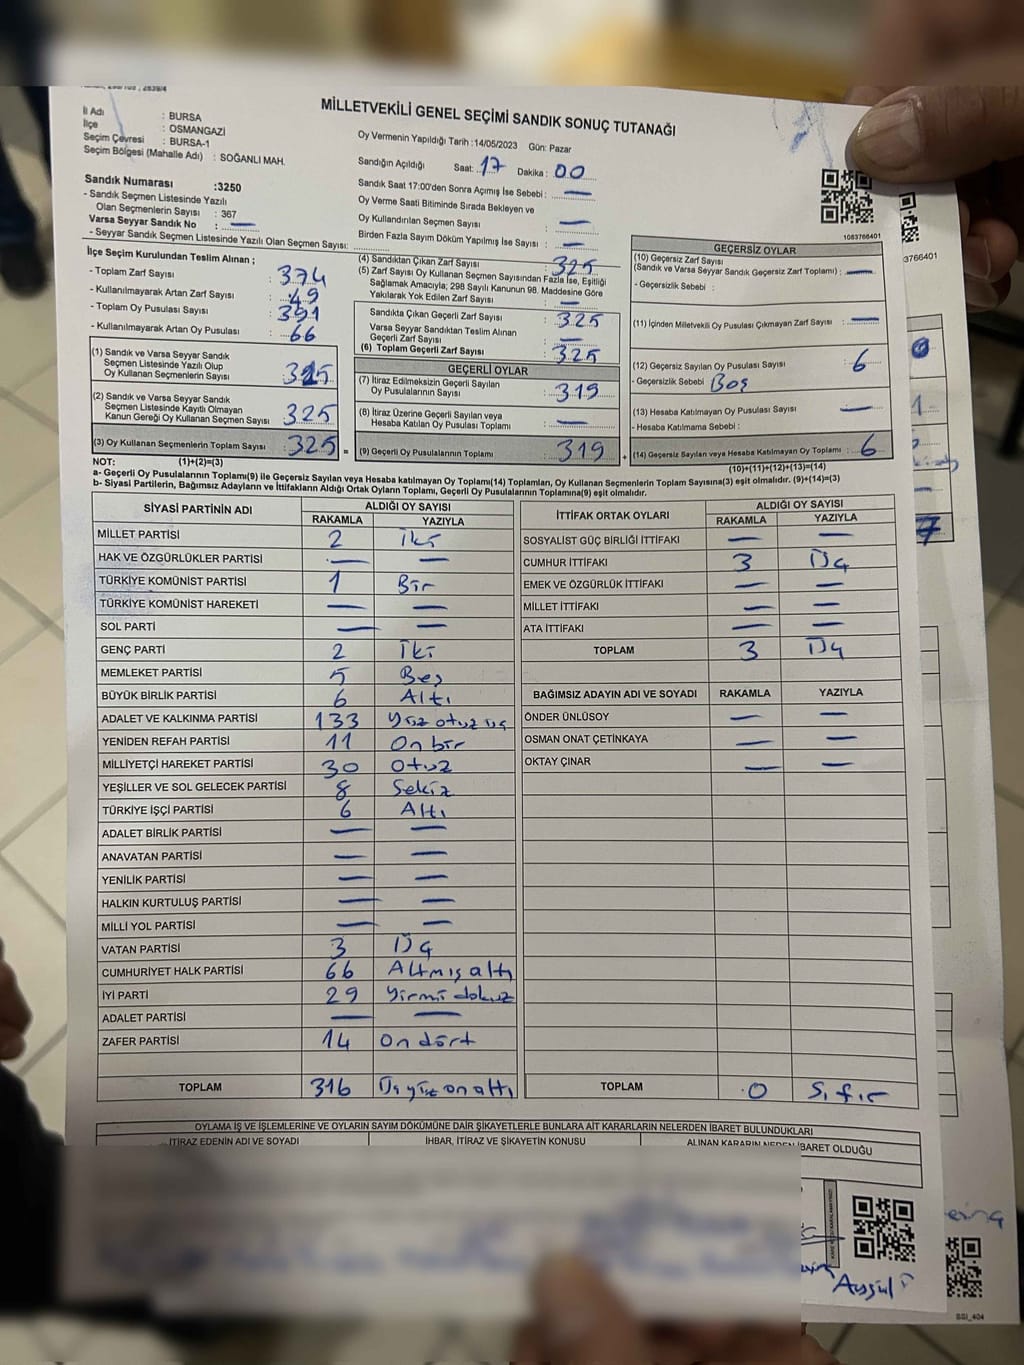 MİLLETVEKİLİ GENEL SEÇİMİ SANDIK SONUÇ TUTANAĞI
İl Adı : BURSA
İlçe : OSMANGAZİ
Seçim Çevresi : BURSA-1
Seçim Bölgesi (Mahalle Adı) : SOĞANLI MAH.
Sandık Numarası :3250
- Sandık Seçmen Listesinde Yazılı
Olan Seçmenlerin Sayısı : 367
Varsa Seyyar Sandık No : —
- Seyyar Sandık Seçmen Listesinde Yazılı Olan Seçmen Sayısı:
Oy Vermenin Yapıldığı Tarih :14/05/2023 Gün: Pazar
Sandığın Açıldığı Saat: 17 Dakika : 00
Sandık Saat 17:00'den Sonra Açımış İse Sebebi : —
Oy Verme Saati Bitiminde Sırada Bekleyen ve
Oy Kullandırılan Seçmen Sayısı : —
Birden Fazla Sayım Döküm Yapılmış İse Sayısı : —
1083766401
3766401
İlçe Seçim Kurulundan Teslim Alınan ;
- Toplam Zarf Sayısı : 374
- Kullanılmayarak Artan Zarf Sayısı : 49
- Toplam Oy Pusulası : 391
- Kullanılmayarak Artan Oy Pusulası : 66
(1) Sandık ve Varsa Seyyar Sandık
Seçmen Listesinde Yazılı Olup
Oy Kullanan Seçmenlerin Sayısı : 325
(2) Sandık ve Varsa Seyyar Sandık
Seçmen Listesinde Kayıtlı Olmayan
Kanun Gereği Oy Kullanan Seçmen Sayısı : 325
(3) Oy Kullanan Seçmenlerin Toplam Sayısı : 325 =
(4) Sandıktan Çıkan Zarf Sayısı : 325
(5) Zarf Sayısı Oy Kullanan Seçmen Sayısından Fazla İse, Eşitliği
Sağlamak Amacıyla; 298 Sayılı Kanunun 98. Maddesine Göre
Yakılarak Yok Edilen Zarf Sayısı : —
Sandıkta Çıkan Geçerli Zarf Sayısı : 325
Varsa Seyyar Sandıktan Teslim Alınan
Geçerli Zarf Sayısı : —
(6) Toplam Geçerli Zarf Sayısı : 325
GEÇERLİ OYLAR
(7) İtiraz Edilmeksizin Geçerli Sayılan
Oy Pusulalarının Sayısı : 319
(8) İtiraz Üzerine Geçerli Sayılan veya
Hesaba Katılan Oy Pusulası Toplamı : —
(9) Geçerli Oy Pusulalarının Toplamı : 319 +
GEÇERSİZ OYLAR
(10) Geçersiz Zarf Sayısı
(Sandık ve Varsa Seyyar Sandık Geçersiz Zarf Toplamı) : —
- Geçersizlik Sebebi :
(11) İçinden Milletvekili Oy Pusulası Çıkmayan Zarf Sayısı : —
(12) Geçersiz Sayılan Oy Pusulası Sayısı : 6
- Geçersizlik Sebebi Boş
(13) Hesaba Katılmayan Oy Pusulası Sayısı : —
- Hesaba Katılmama Sebebi :
(14) Geçersiz Sayılan veya Hesaba Katılmayan Oy Toplamı : 6
NOT: (1)+(2)=(3) (10)+(11)+(12)+(13)=(14)
a- Geçerli Oy Pusulalarının Toplamı(9) ile Geçersiz Sayılan veya Hesaba katılmayan Oy Toplamı(14) Toplamları, Oy Kullanan Seçmenlerin Toplam Sayısına(3) eşit olmalıdır. (9)+(14)=(3)
b- Siyasi Partilerin, Bağımsız Adayların ve İttifakların Aldığı Ortak Oyların Toplamı, Geçerli Oy Pusulalarının Toplamına(9) eşit olmalıdır.
SİYASİ PARTİNİN ADI ALDIĞI OY SAYISI
RAKAMLA YAZIYLA
MİLLET PARTİSİ 2 İki
HAK VE ÖZGÜRLÜKLER PARTİSİ — —
TÜRKİYE KOMÜNİST PARTİSİ 1 Bir
TÜRKİYE KOMÜNİST HAREKETİ — —
SOL PARTİ — —
GENÇ PARTİ 2 İki
MEMLEKET PARTİSİ 5 Beş
BÜYÜK BİRLİK PARTİSİ 6 Altı
ADALET VE KALKINMA PARTİSİ 133 Yüz otuz üç
YENİDEN REFAH PARTİSİ 11 On bir
MİLLİYETÇİ HAREKET PARTİSİ 30 Otuz
YEŞİLLER VE SOL GELECEK PARTİSİ 8 Sekiz
TÜRKİYE İŞÇİ PARTİSİ 6 Altı
ADALET BİRLİK PARTİSİ — —
ANAVATAN PARTİSİ — —
YENİLİK PARTİSİ — —
HALKIN KURTULUŞ PARTİSİ — —
MİLLİ YOL PARTİSİ — —
VATAN PARTİSİ 3 Üç
CUMHURİYET HALK PARTİSİ 66 Altmış altı
İYİ PARTİ 29 Yirmi dokuz
ADALET PARTİSİ — —
ZAFER PARTİSİ 14 On dört
TOPLAM 316 Üç yüz on altı
İTTİFAK ORTAK OYLARI ALDIĞI OY SAYISI
RAKAMLA YAZIYLA
SOSYALİST GÜÇ BİRLİĞİ İTTİFAKI — —
CUMHUR İTTİFAKI 3 Üç
EMEK VE ÖZGÜRLÜK İTTİFAKI — —
MİLLET İTTİFAKI — —
ATA İTTİFAKI — —
TOPLAM 3 Üç
BAĞIMSIZ ADAYIN ADI VE SOYADI RAKAMLA YAZIYLA
ÖNDER ÜNLÜSOY — —
OSMAN ONAT ÇETİNKAYA — —
OKTAY ÇINAR — —
TOPLAM 0 Sıfır
OYLAMA İŞ VE İŞLEMLERİNE VE OYLARIN SAYIM DÖKÜMÜNE DAİR ŞİKAYETLERLE BUNLARA AİT KARARLARIN NELERDEN İBARET BULUNDUKLARI
İTİRAZ EDENİN ADI VE SOYADI İHBAR, İTİRAZ VE ŞİKAYETİN KONUSU ALINAN KARARIN NEDEN İBARET OLDUĞU
Aysgül
SSİ_404